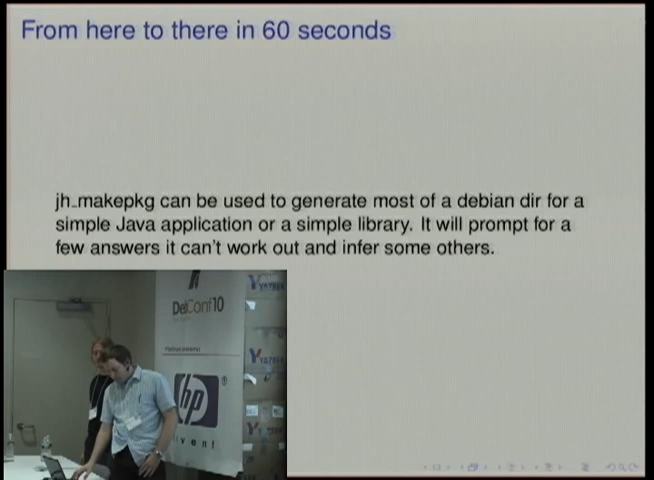 From here to there in 60 seconds
jh_makepkg can be used to generate most of a debian dir for a
simple Java application or a simple library. It will prompt for a
few answers it can't work out and infer some others.
DebConf10
hp
invent